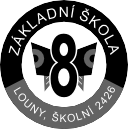 ZÁKLADNÍ ŠKOLA
8
LOUNY, ŠKOLNÍ 2426